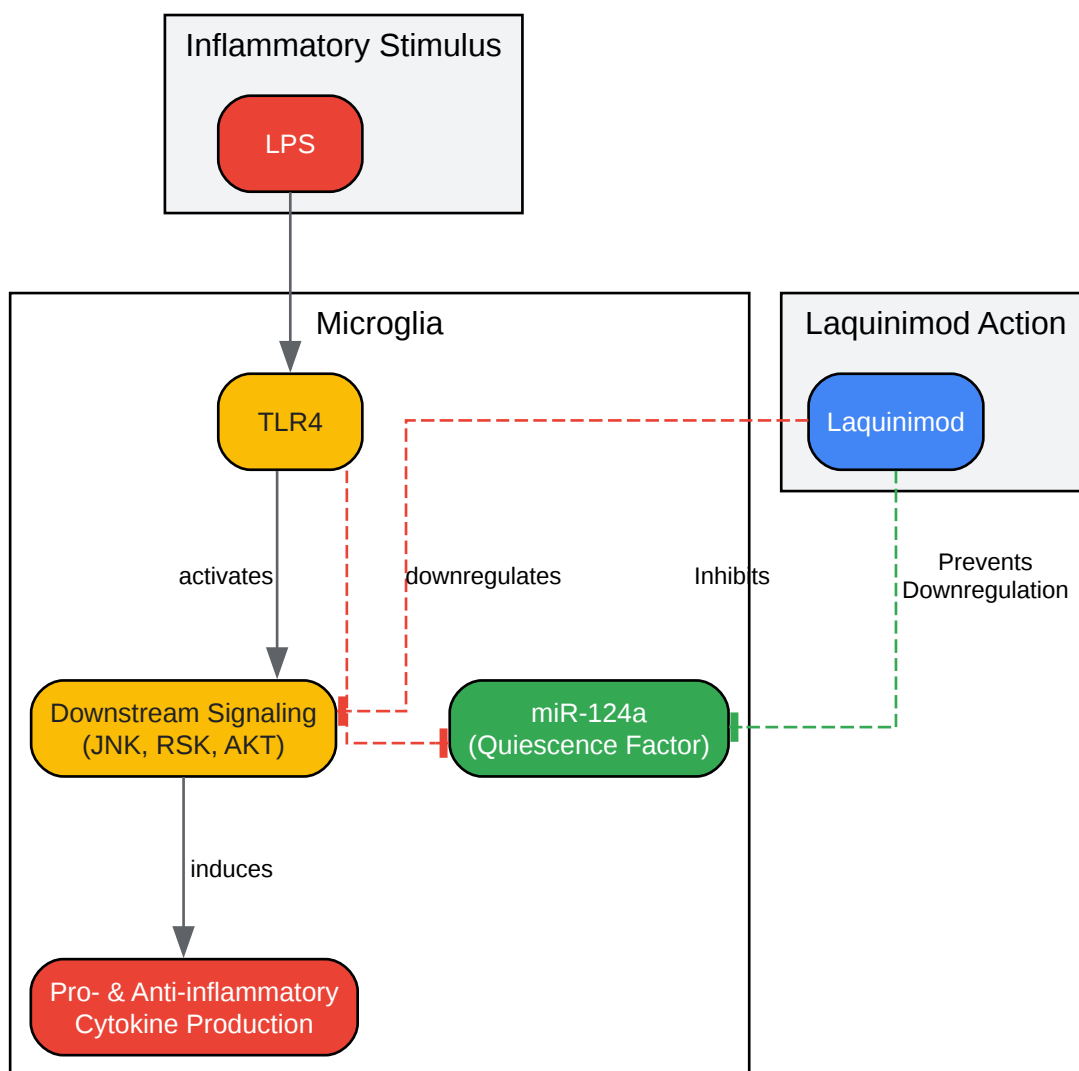 Inflammatory Stimulus
LPS
Microglia
Laquinimod Action
TLR4
Laquinimod
activates
downregulates
Inhibits
Prevents
Downregulation
Downstream Signaling
(JNK, RSK, AKT)
miR-124a
(Quiescence Factor)
induces
Pro- & Anti-inflammatory
Cytokine Production